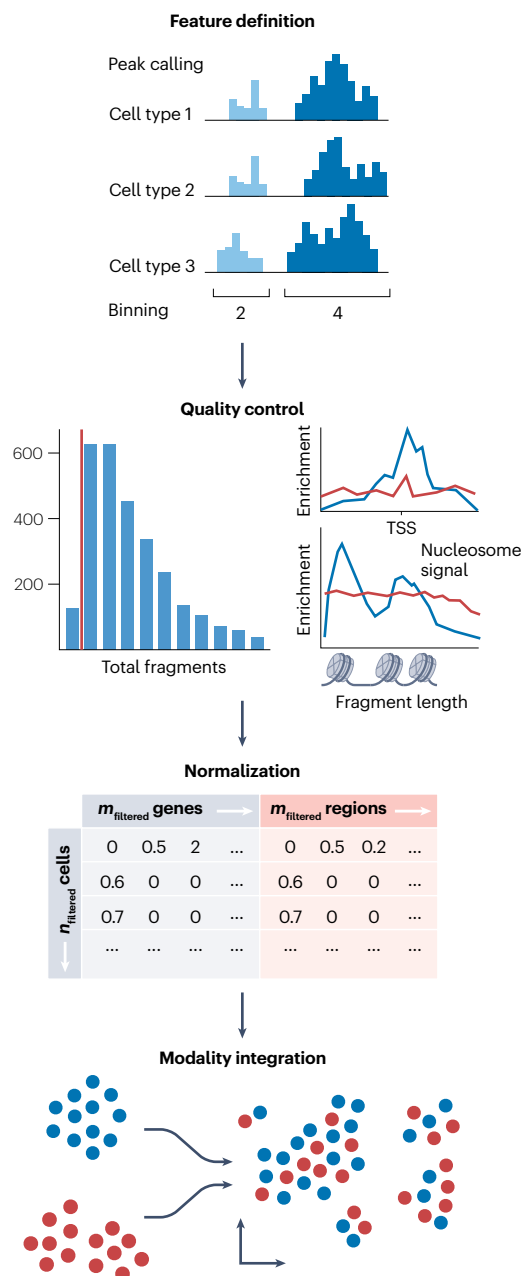 Feature definition
Peak calling
Cell type 1
Cell type 2
Cell type 3
Binning 2 4
Quality control
600
400
200
Total fragments
Enrichment
TSS
Enrichment
Nucleosome
signal
Fragment length
Normalization
m filtered genes m filtered regions
n filtered cells
0 0.5 2 ... 0 0.5 0.2 ...
0.6 0 0 ... 0.6 0 0 ...
0.7 0 0 ... 0.7 0 0 ...
... ... ... ... ... ...
Modality integration